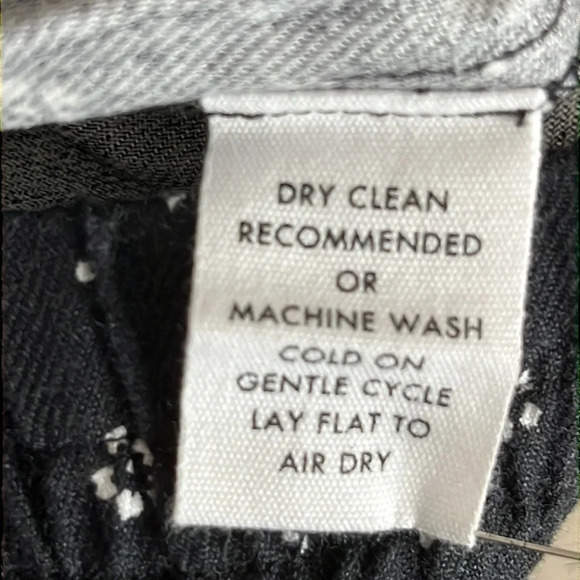 DRY CLEAN
RECOMMENDED
OR
MACHINE WASH
COLD ON
GENTLE CYCLE
LAY FLAT TO
AIR DRY